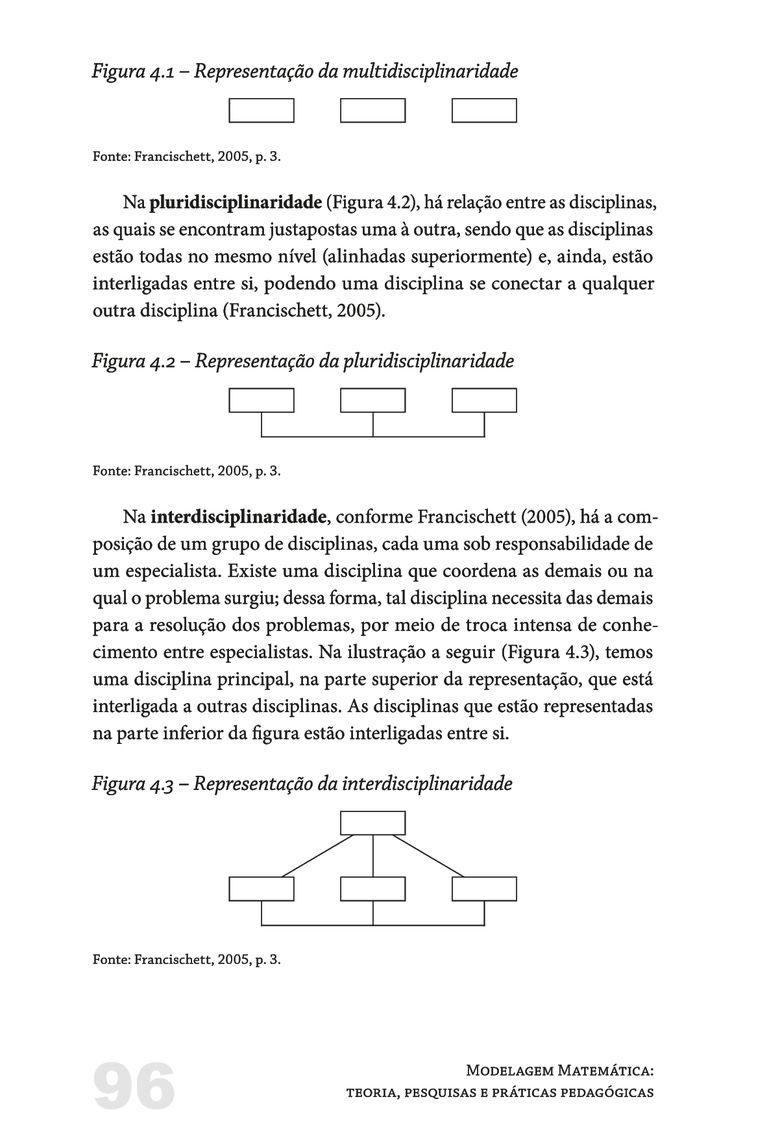 Figura 4.1 – Representação da multidisciplinaridade
Fonte: Francischett, 2005, p. 3.
Na pluridisciplinaridade (Figura 4.2), há relação entre as disciplinas,
as quais se encontram justapostas uma à outra, sendo que as disciplinas
estão todas no mesmo nível (alinhadas superiormente) e, ainda, estão
interligadas entre si, podendo uma disciplina se conectar a qualquer
outra disciplina (Francischett, 2005).
Figura 4.2 – Representação da pluridisciplinaridade
Fonte: Francischett, 2005, p. 3.
Na interdisciplinaridade, conforme Francischett (2005), há a com-
posição de um grupo de disciplinas, cada uma sob responsabilidade de
um especialista. Existe uma disciplina que coordena as demais ou na
qual o problema surgiu; dessa forma, tal disciplina necessita das demais
para a resolução dos problemas, por meio de troca intensa de conhe-
cimento entre especialistas. Na ilustração a seguir (Figura 4.3), temos
uma disciplina principal, na parte superior da representação, que está
interligada a outras disciplinas. As disciplinas que estão representadas
na parte inferior da figura estão interligadas entre si.
Figura 4.3 – Representação da interdisciplinaridade
Fonte: Francischett, 2005, p. 3.
96
Modelagem Matemática:
teoria, pesquisas e práticas pedagógicas